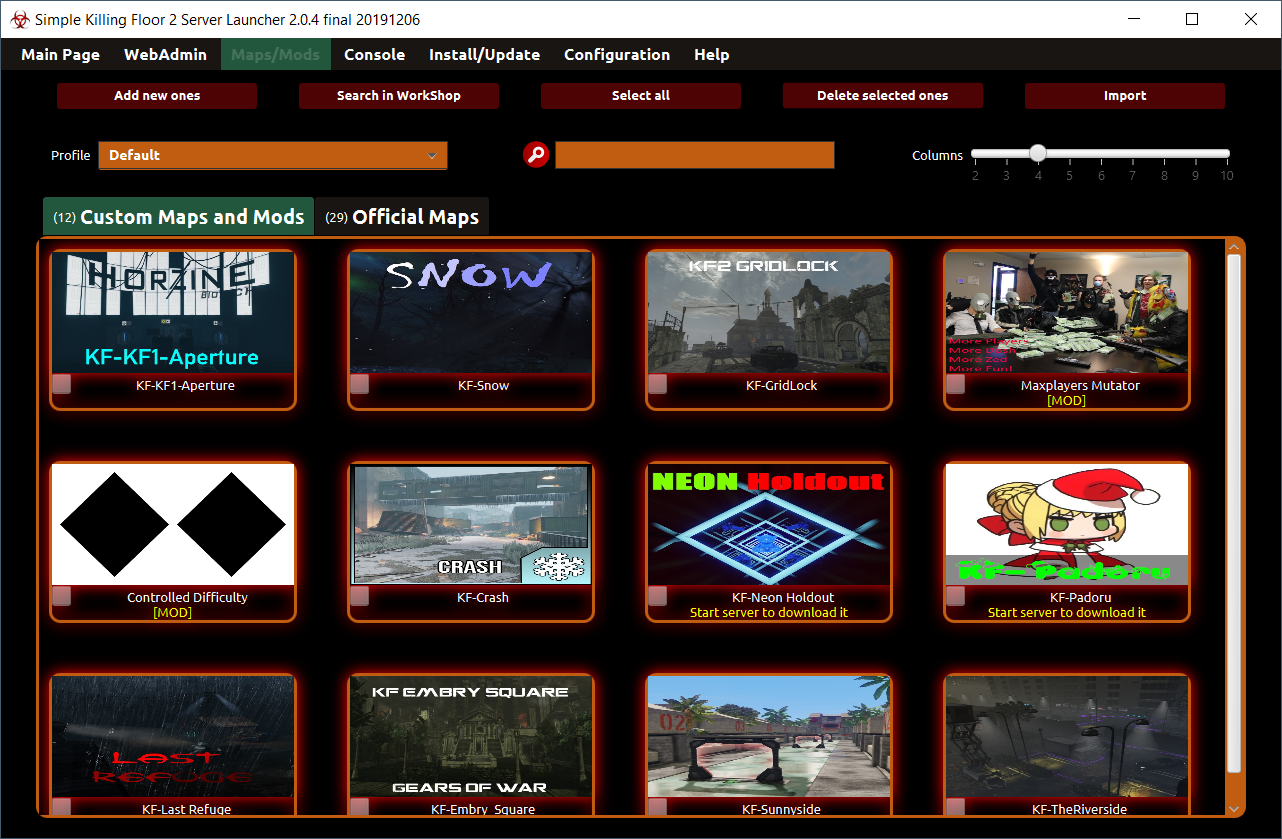 Simple Killing Floor 2 Server Launcher 2.0.4 final 20191206
Main Page WebAdmin Maps/Mods Console Install/Update Configuration Help
Add new ones Search in WorkShop Select all Delete selected ones Import
Profile Default Columns
2 3 4 5 6 7 8 9 10
(12) Custom Maps and Mods (29) Official Maps
HORZINE
BIOTECH
KF-KF1-Aperture
SNOW
KF2 GRIDLOCK
More Players
More Dosh
More Zed
More Fun!
KF-KF1-Aperture KF-Snow KF-GridLock Maxplayers Mutator
[MOD]
NEON Holdout
CRASH
KF-Padoru
Controlled Difficulty KF-Crash KF-Neon Holdout KF-Padoru
[MOD] Start server to download it Start server to download it
LAST
REFUGE
KF EMBRY SQUARE
GEARS OF WAR
02
KF-Last Refuge KF-Embry_Square KF-Sunnyside KF-TheRiverside